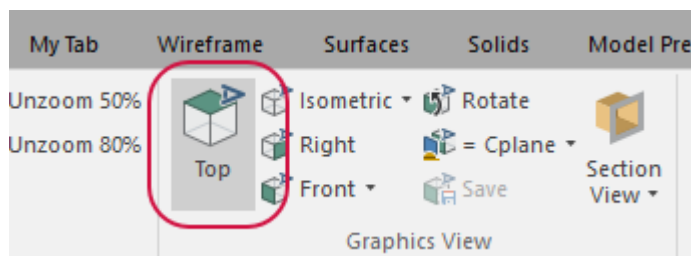 My Tab Wireframe Surfaces Solids Model Pre
Unzoom 50%
Unzoom 80%
Top
Isometric
Right
Front
Rotate
= Cplane
Save
Section
View
Graphics View